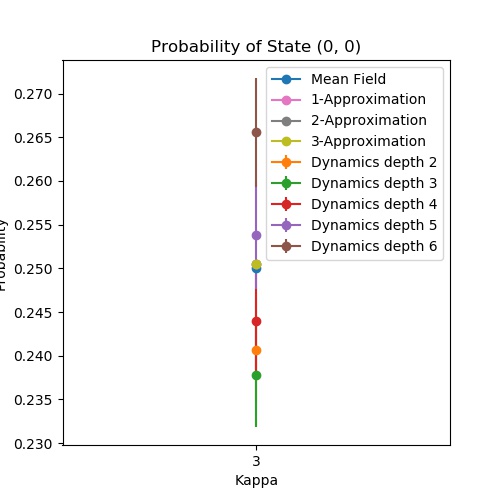 Probability of State (0, 0)
Mean Field
1-Approximation
2-Approximation
3-Approximation
Dynamics depth 2
Dynamics depth 3
Dynamics depth 4
Dynamics depth 5
Dynamics depth 6
0.270
0.265
0.260
0.255
0.250
0.245
0.240
0.235
0.230
Probability
3
Kappa